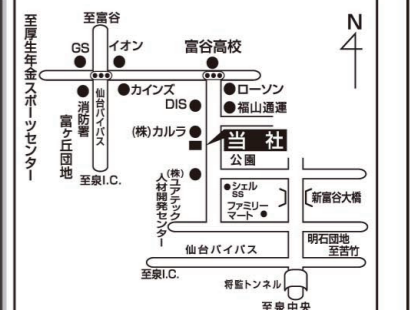 至富谷
N
至厚生年金スポーツセンター
GS
イオン
富谷高校
カインズ
ローソン
DIS
福山通運
消防署
富ヶ丘団地
仙台バイパス
(株)カルラ
当社
公園
至泉I.C.
(株)ユアテック
人材開発センター
シェル
SS
ファミリー
マート
新富谷大橋
明石団地
至苦竹
仙台バイパス
至泉I.C.
将監トンネル
至泉中央